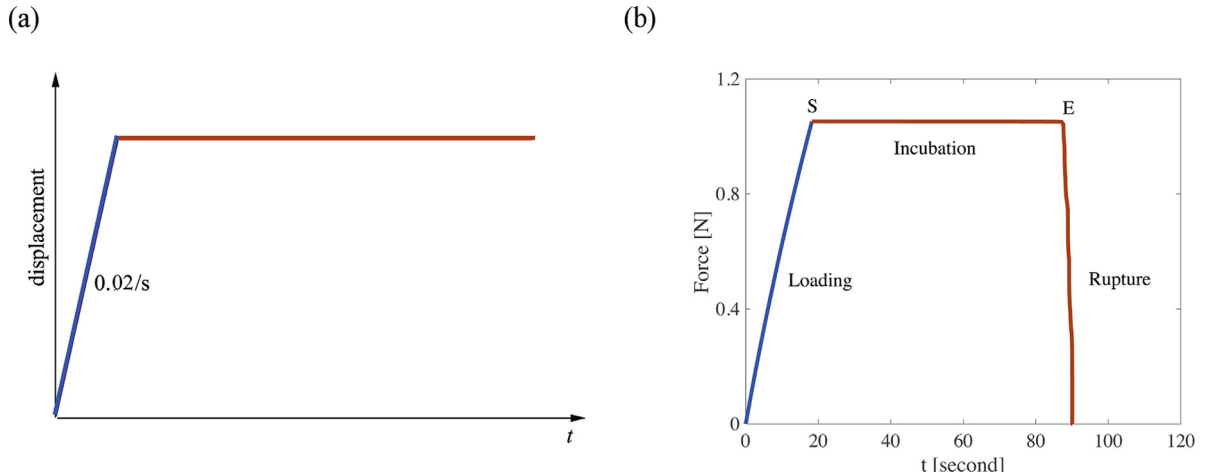 (a)
displacement
0.02/s
t
(b)
1.2
0.8
0.4
0
Force [N]
S
E
Incubation
Loading
Rupture
0 20 40 60 80 100 120
t [second]